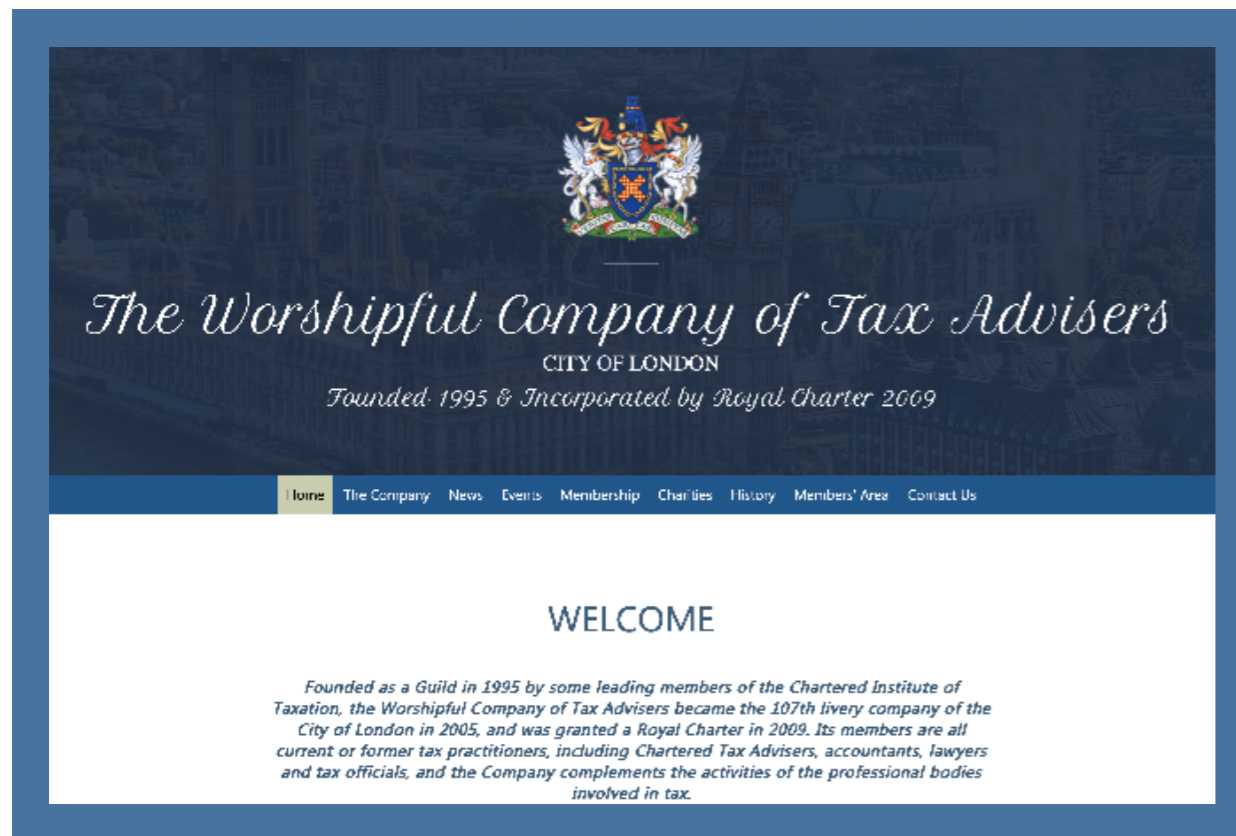 VERITAS CARITAS COMITAS
The Worshipful Company of Tax Advisers
CITY OF LONDON
Founded 1995 & Incorporated by Royal Charter 2009
Home The Company News Events Membership Charities History Members' Area Contact Us
WELCOME
Founded as a Guild in 1995 by some leading members of the Chartered Institute of
Taxation, the Worshipful Company of Tax Advisers became the 107th livery company of the
City of London in 2005, and was granted a Royal Charter in 2009. Its members are all
current or former tax practitioners, including Chartered Tax Advisers, accountants, lawyers
and tax officials, and the Company complements the activities of the professional bodies
involved in tax.